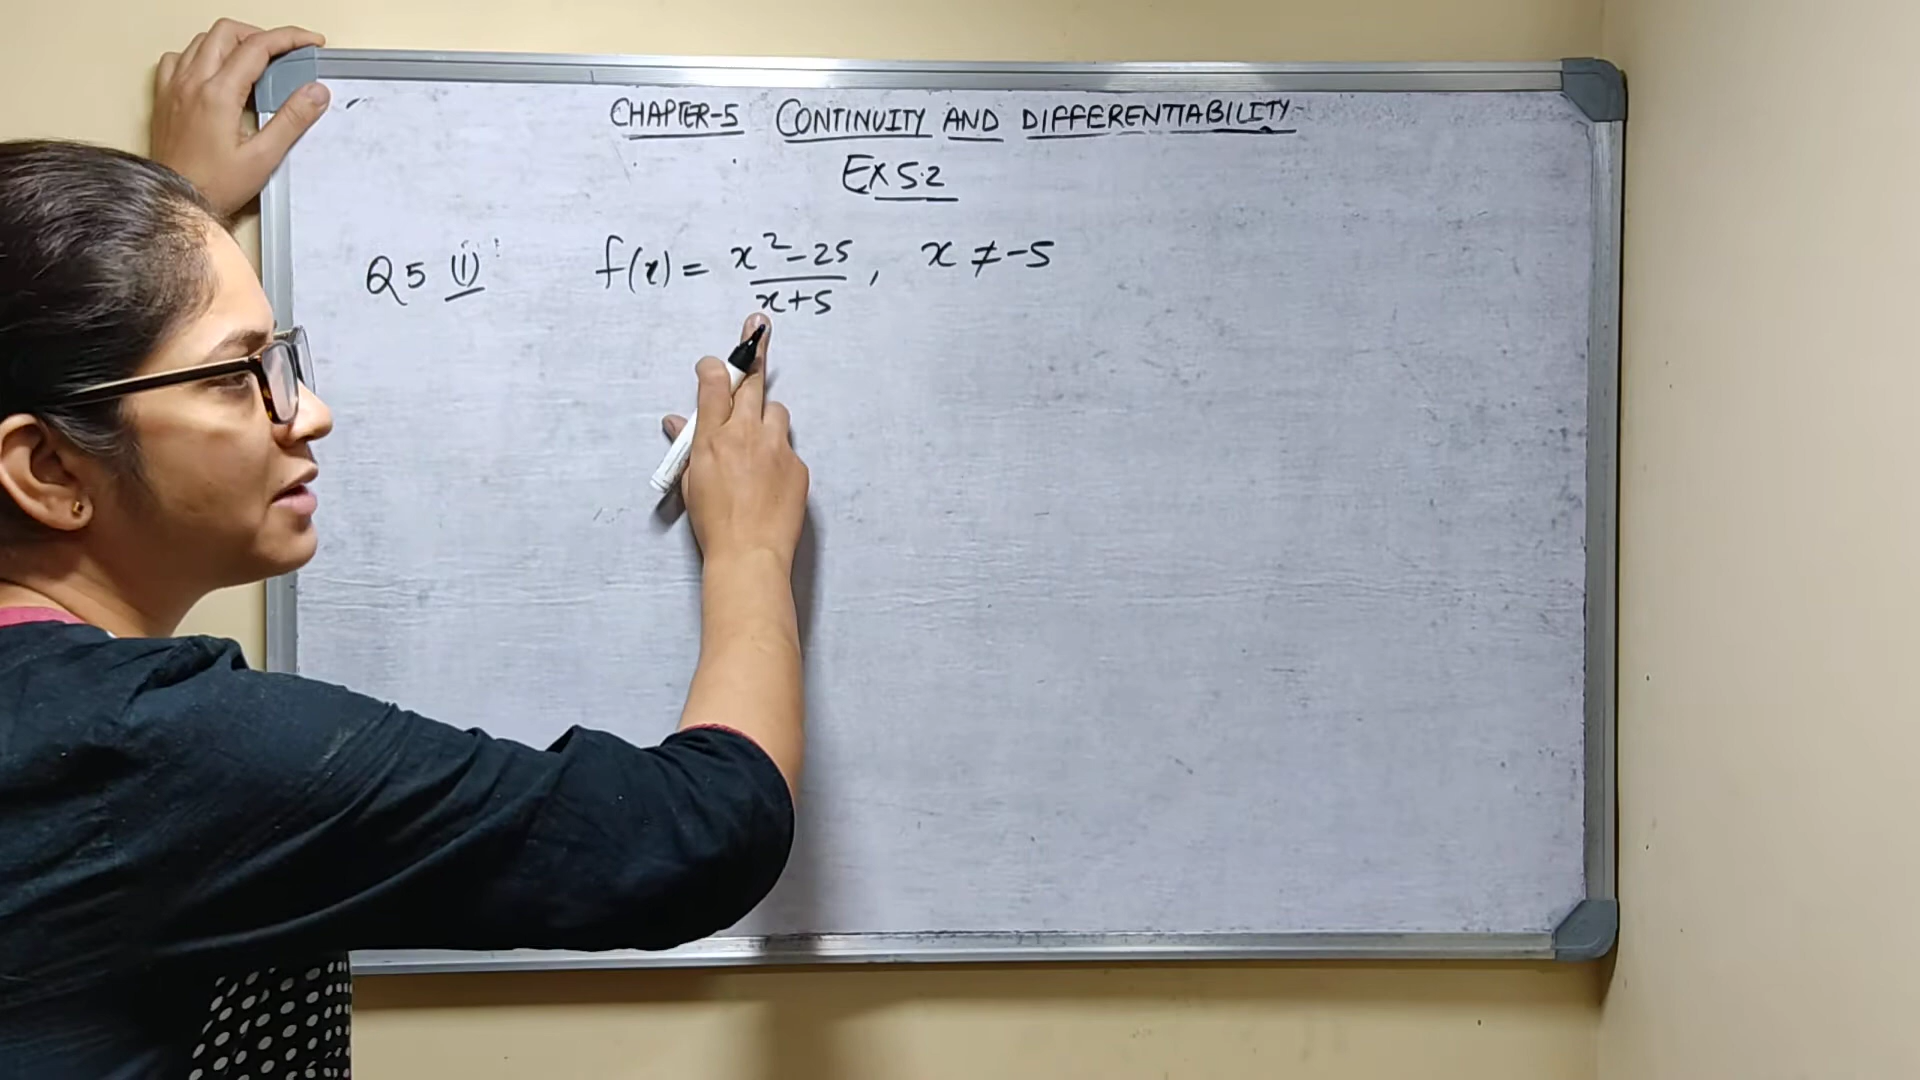 CHAPTER-5 CONTINUITY AND DIFFERENTIABILITY
EX 5.2
Q5 (i) f(x) = x²-25 / x+5 , x ≠ -5